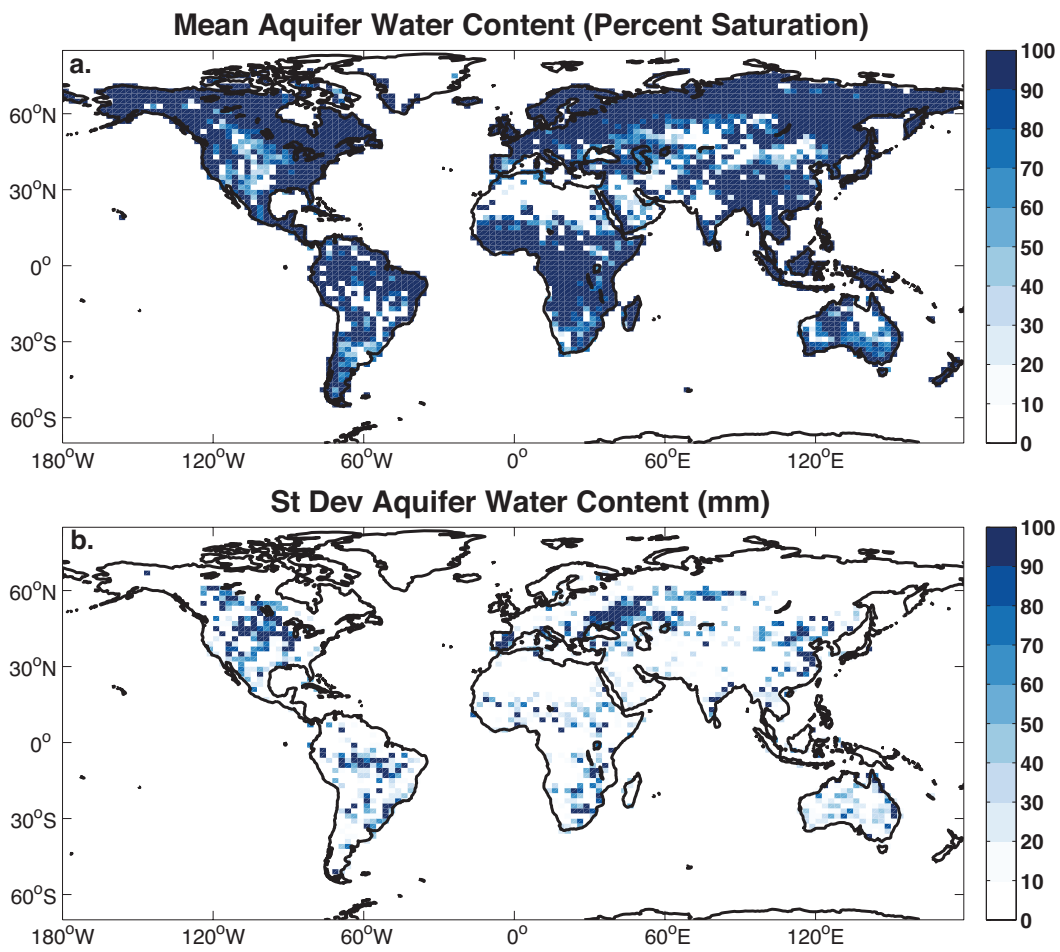 Mean Aquifer Water Content (Percent Saturation)
a.
60°N
30°N
0°
30°S
60°S
180°W 120°W 60°W 0° 60°E 120°E
100
90
80
70
60
50
40
30
20
10
0
St Dev Aquifer Water Content (mm)
b.
60°N
30°N
0°
30°S
60°S
180°W 120°W 60°W 0° 60°E 120°E
100
90
80
70
60
50
40
30
20
10
0